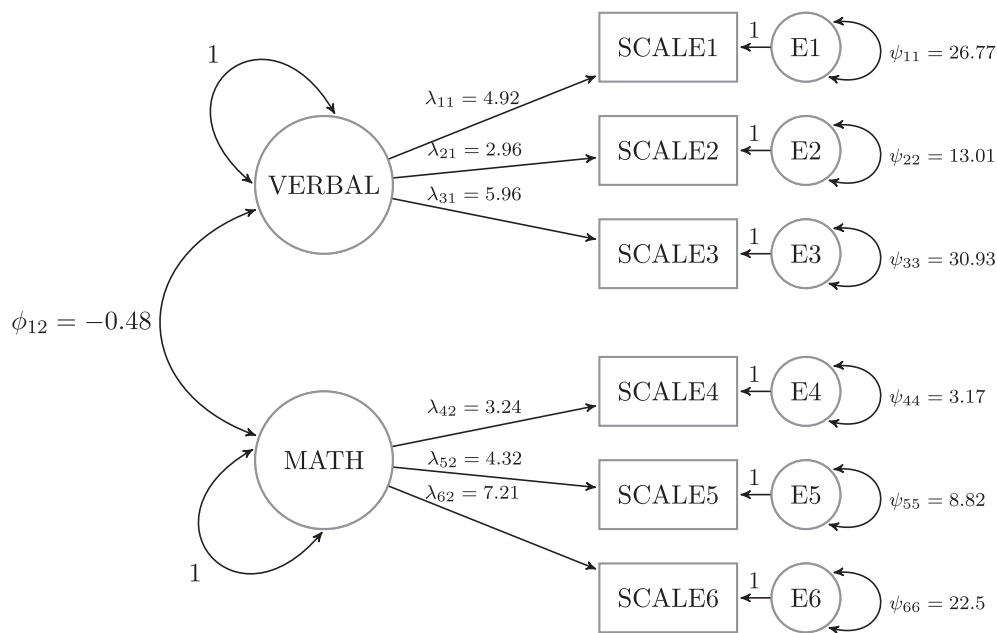 1
VERBAL
λ₁₁ = 4.92
λ₂₁ = 2.96
λ₃₁ = 5.96
SCALE1
1
E1
ψ₁₁ = 26.77
SCALE2
1
E2
ψ₂₂ = 13.01
SCALE3
1
E3
ψ₃₃ = 30.93
ϕ₁₂ = −0.48
MATH
1
λ₄₂ = 3.24
λ₅₂ = 4.32
λ₆₂ = 7.21
SCALE4
1
E4
ψ₄₄ = 3.17
SCALE5
1
E5
ψ₅₅ = 8.82
SCALE6
1
E6
ψ₆₆ = 22.5